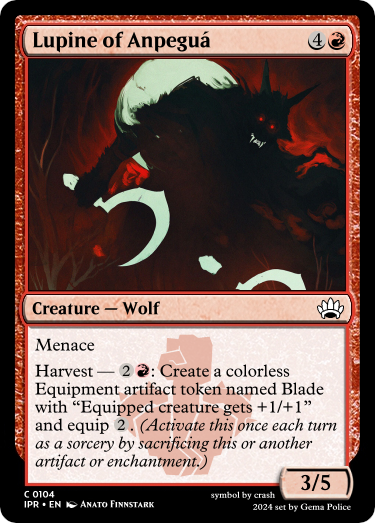 Lupine of Anpeguá 4
Creature — Wolf
Menace
Harvest — 2 : Create a colorless
Equipment artifact token named Blade
with “Equipped creature gets +1/+1”
and equip 2 . (Activate this once each turn
as a sorcery by sacrificing this or another
artifact or enchantment.)
3/5
C 0104
IPR • EN Anato Finnstark
symbol by crash
2024 set by Gema Police